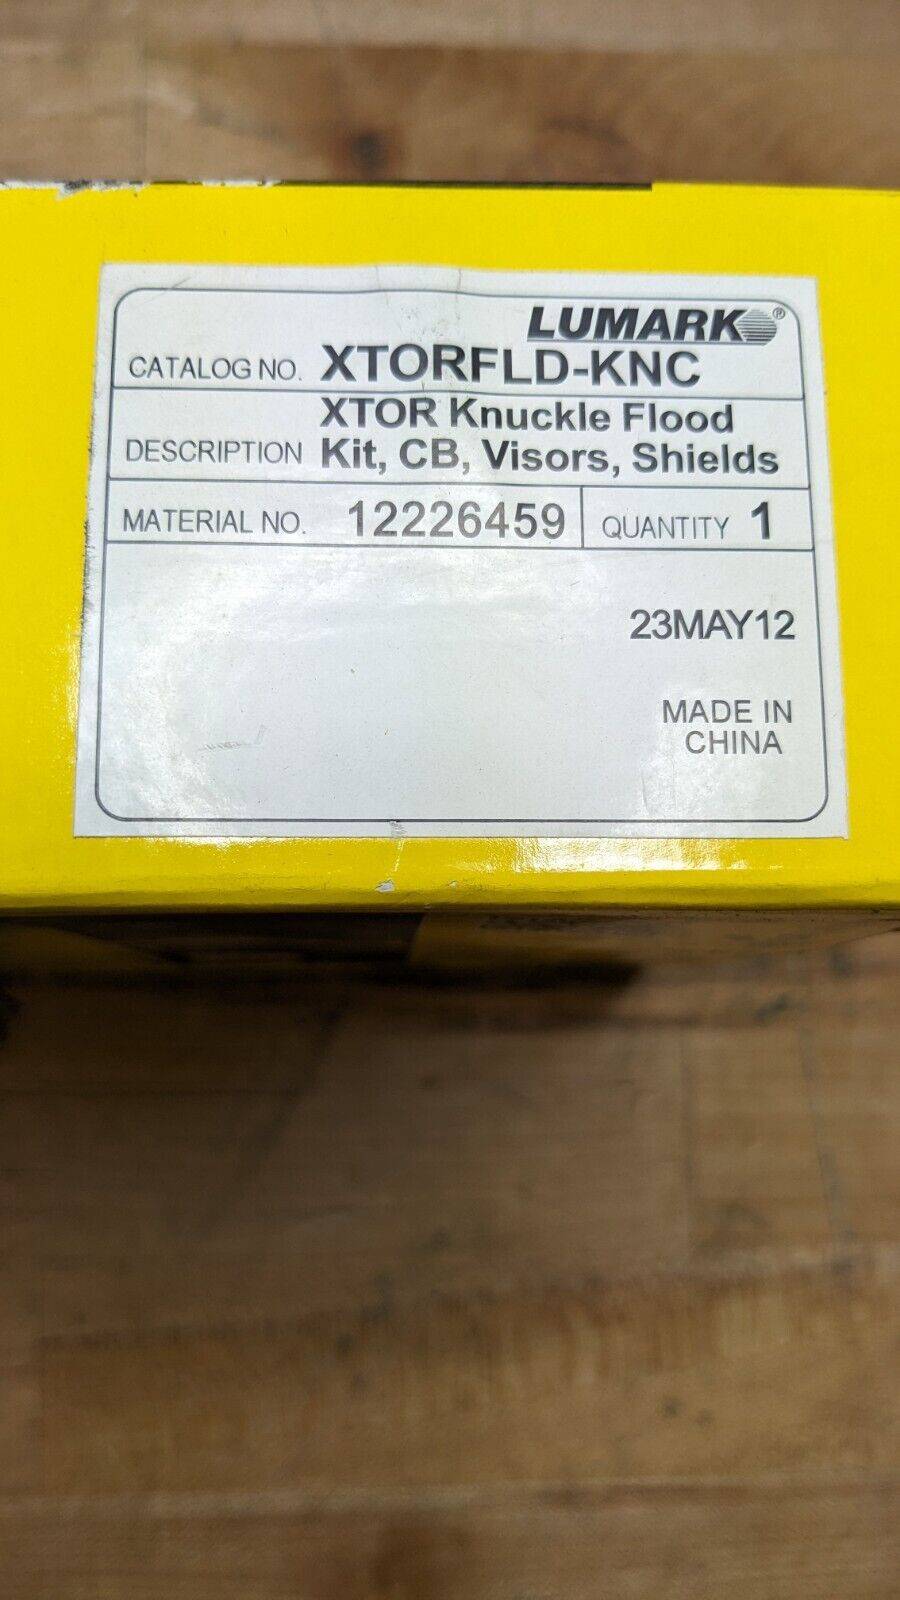 LUMARK®
CATALOG NO. XTORFLD-KNC
XTOR Knuckle Flood
DESCRIPTION Kit, CB, Visors, Shields
MATERIAL NO. 12226459 QUANTITY 1
23MAY12
MADE IN
CHINA